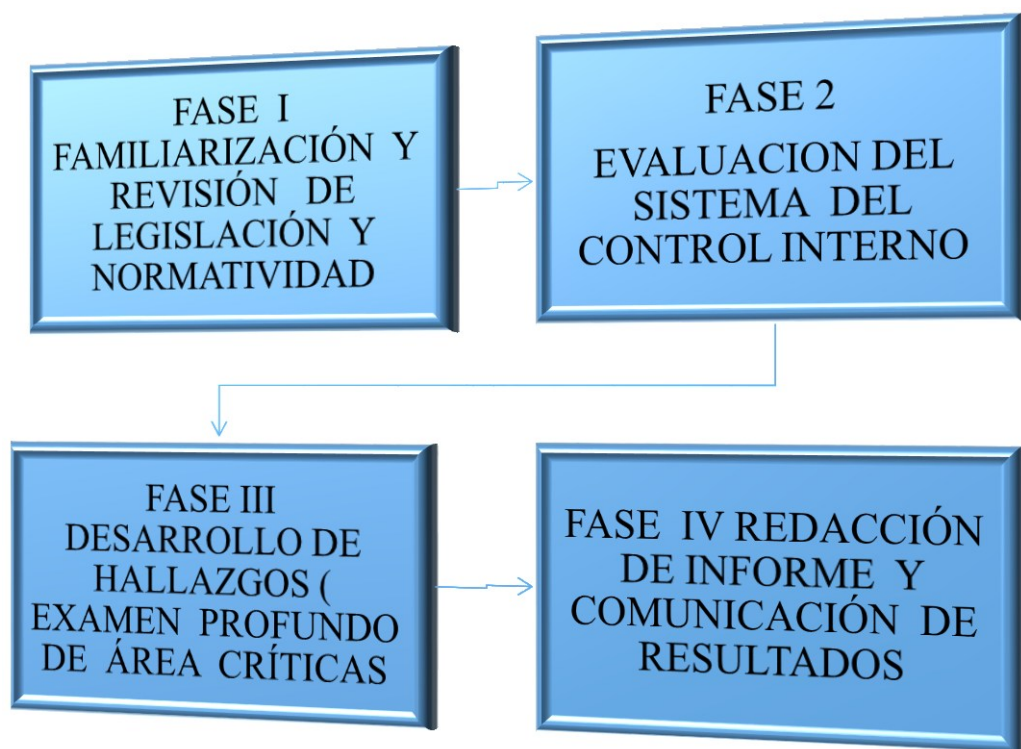 FASE I
FAMILIARIZACIÓN Y
REVISIÓN DE
LEGISLACIÓN Y
NORMATIVIDAD
FASE 2
EVALUACION DEL
SISTEMA DEL
CONTROL INTERNO
FASE III
DESARROLLO DE
HALLAZGOS (
EXAMEN PROFUNDO
DE ÁREA CRÍTICAS
FASE IV REDACCIÓN
DE INFORME Y
COMUNICACIÓN DE
RESULTADOS